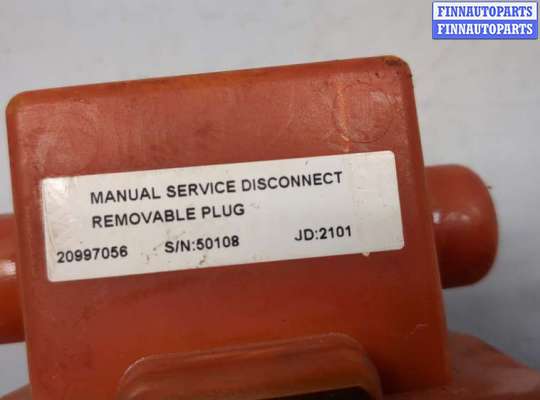 FINNAUTOPARTS
FINNAUTOPARTS
MANUAL SERVICE DISCONNECT
REMOVABLE PLUG
20997056 S/N:50108 JD:2101